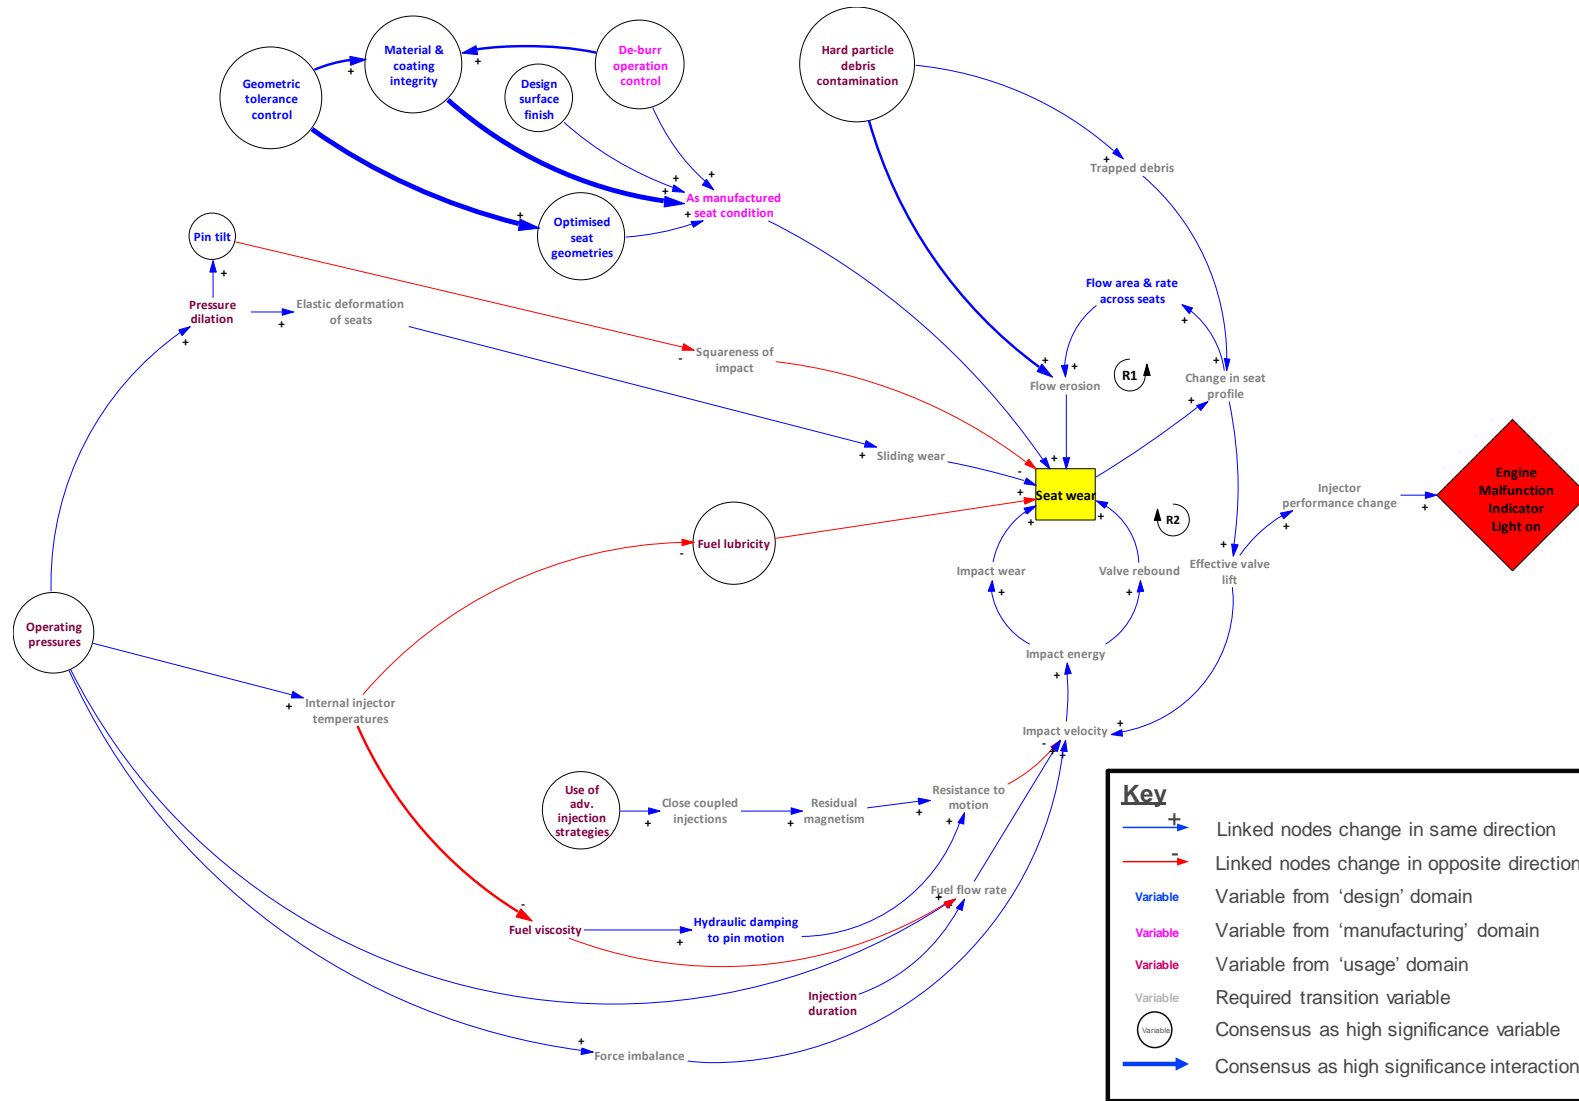 Geometric
tolerance
control
+
Material &
coating
integrity
+
De-burr
operation
control
Design
surface
finish
Hard particle
debris
contamination
+
Trapped debris
+
+
+
+
As manufactured
seat condition
+
Optimised
seat
geometries
Pin tilt
+
Pressure
dilation
+
+
Elastic deformation
of seats
Flow area & rate
across seats
+
-
Squareness of
impact
+
+
Flow erosion
R1
+
Change in seat
profile
+
+
Sliding wear
+
-
+
Seat wear
+
+
R2
Engine
Malfunction
Indicator
Light on
Injector
performance change
+
+
Fuel lubricity
-
Impact wear
+
Valve rebound
+
+
Effective valve
lift
Operating
pressures
Impact energy
+
+
Internal injector
temperatures
Impact velocity
+
-
+
+
Use of
adv.
injection
strategies
Close coupled
injections
+
Residual
magnetism
+
Resistance to
motion
+
+
Fuel flow rate
+
-
Fuel viscosity
Hydraulic damping
to pin motion
+
Injection
duration
+
Force imbalance
Key
+
Linked nodes change in same direction
-
Linked nodes change in opposite direction
Variable
Variable from ‘design’ domain
Variable
Variable from ‘manufacturing’ domain
Variable
Variable from ‘usage’ domain
Variable
Required transition variable
Variable
Consensus as high significance variable
Consensus as high significance interaction